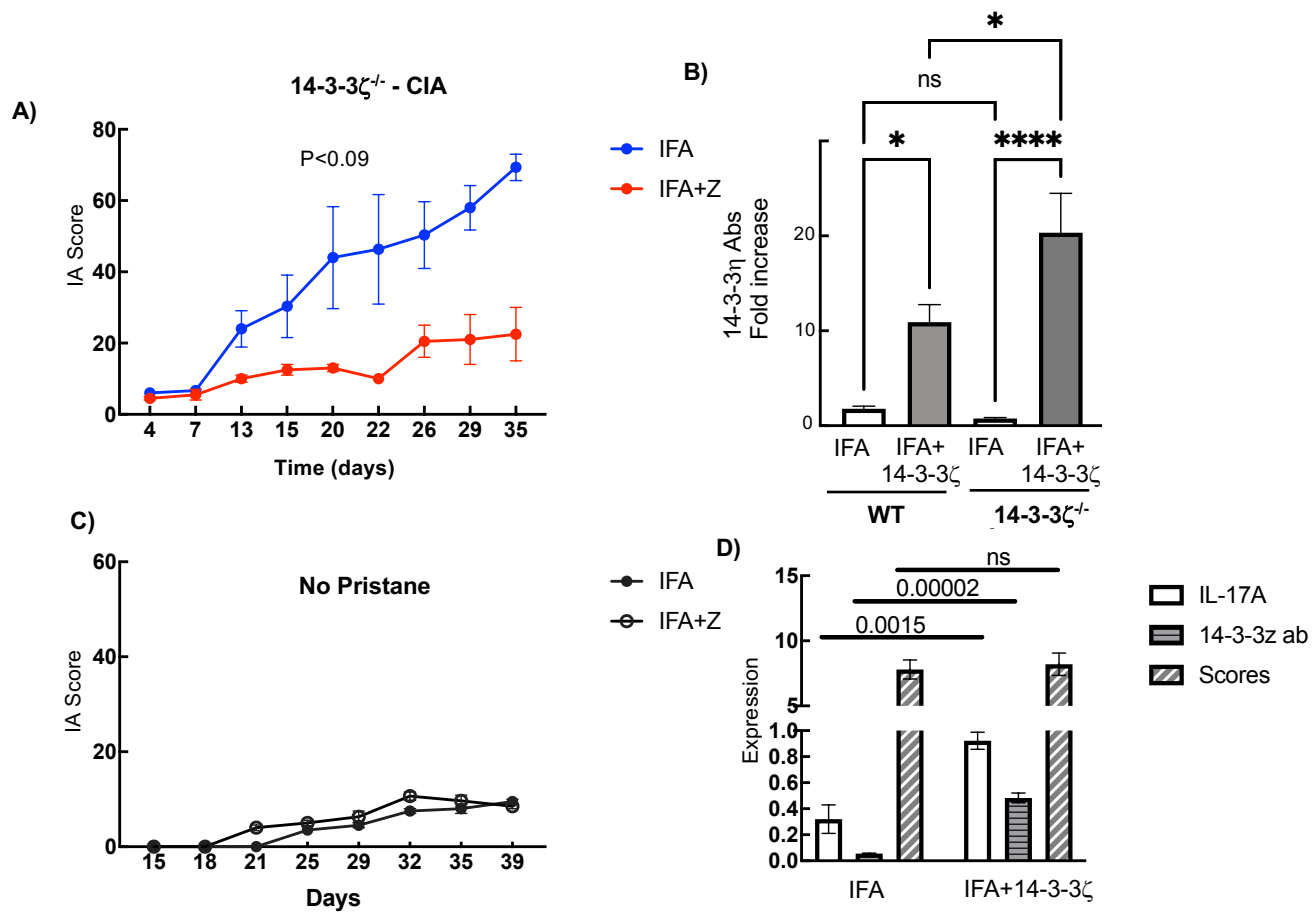 A)
14-3-3ζ-/- - CIA
P<0.09
IA Score
80
60
40
20
0
4 7 13 15 20 22 26 29 35
Time (days)
IFA
IFA+Z
B)
*
ns
* ****
14-3-3η Abs
Fold increase
20
10
0
IFA IFA+ IFA IFA+
14-3-3ζ 14-3-3ζ
WT 14-3-3ζ-/-
C)
No Pristane
IA Score
60
40
20
0
15 18 21 25 29 32 35 39
Days
IFA
IFA+Z
D)
ns
0.00002
0.0015
Expression
15
10
5
1.0
0.8
0.6
0.4
0.2
0.0
IFA IFA+14-3-3ζ
IL-17A
14-3-3z ab
Scores